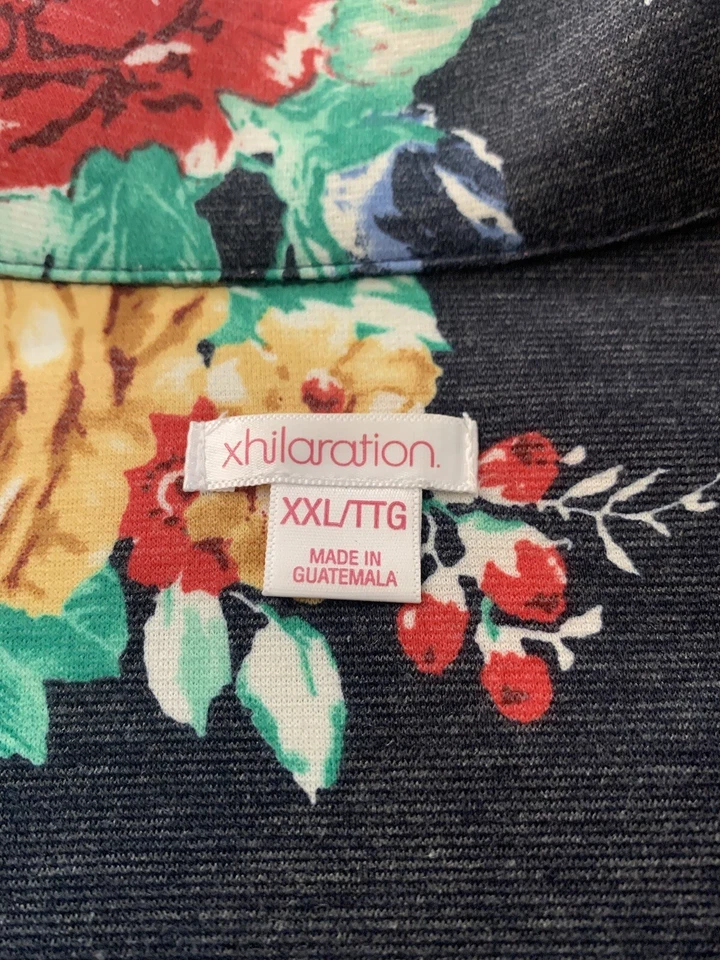 xhilaration.
XXL/TTG
MADE IN
GUATEMALA